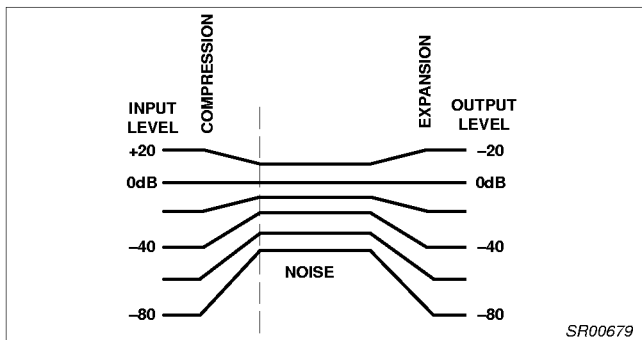 COMPRESSION
EXPANSION
INPUT
LEVEL
OUTPUT
LEVEL
+20
–20
0dB
0dB
–40
–40
NOISE
–80
–80
SR00679